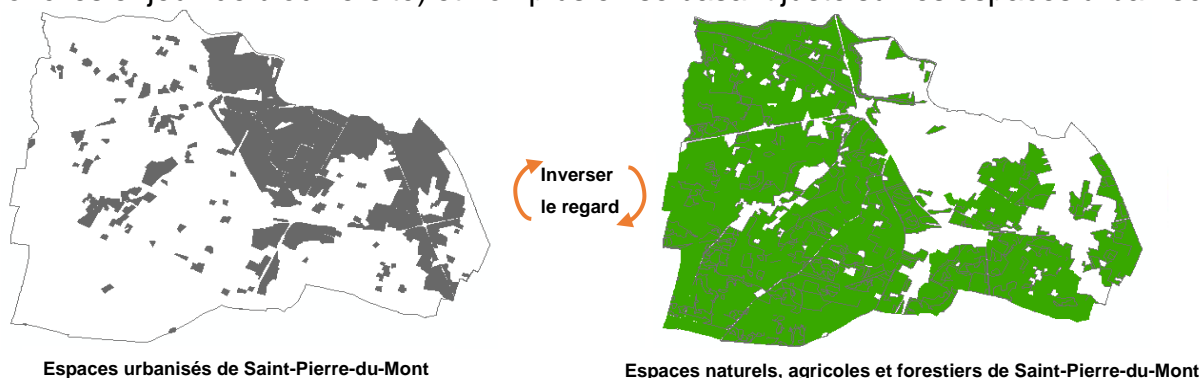 Inverser
le regard
Espaces urbanisés de Saint-Pierre-du-Mont
Espaces naturels, agricoles et forestiers de Saint-Pierre-du-Mont